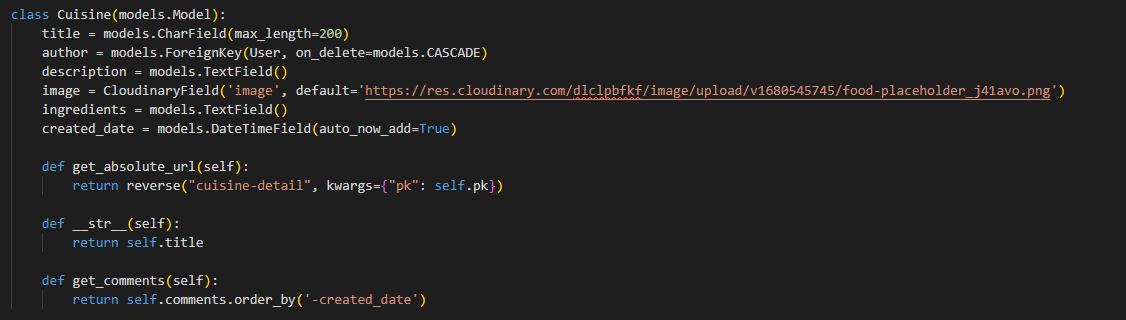 class Cuisine(models.Model):
    title = models.CharField(max_length=200)
    author = models.ForeignKey(User, on_delete=models.CASCADE)
    description = models.TextField()
    image = CloudinaryField('image', default='https://res.cloudinary.com/dlclpbfkf/image/upload/v1680545745/food-placeholder_j41avo.png')
    ingredients = models.TextField()
    created_date = models.DateTimeField(auto_now_add=True)

    def get_absolute_url(self):
        return reverse("cuisine-detail", kwargs={"pk": self.pk})

    def __str__(self):
        return self.title

    def get_comments(self):
        return self.comments.order_by('-created_date')